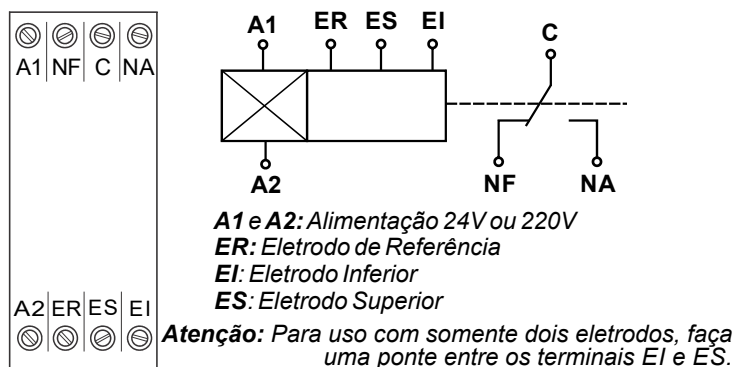 A1 NF C NA
A1 ER ES EI
C
A2
NF NA
A1 e A2: Alimentação 24V ou 220V
ER: Eletrodo de Referência
EI: Eletrodo Inferior
ES: Eletrodo Superior
A2 ER ES EI
Atenção: Para uso com somente dois eletrodos, faça
uma ponte entre os terminais EI e ES.